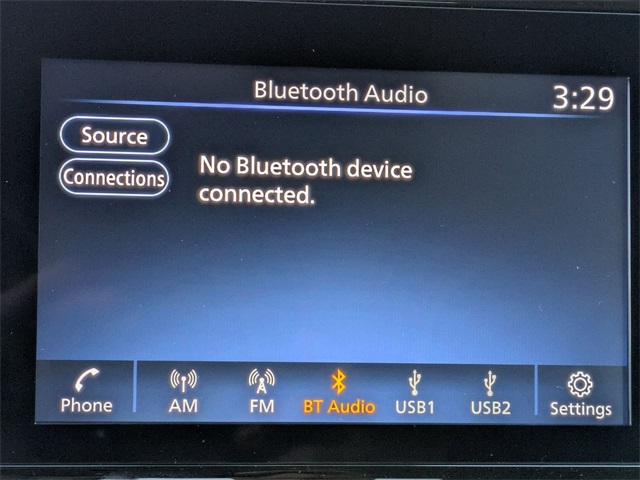 Bluetooth Audio 3:29
Source
Connections
No Bluetooth device
connected.
Phone AM FM BT Audio USB1 USB2 Settings